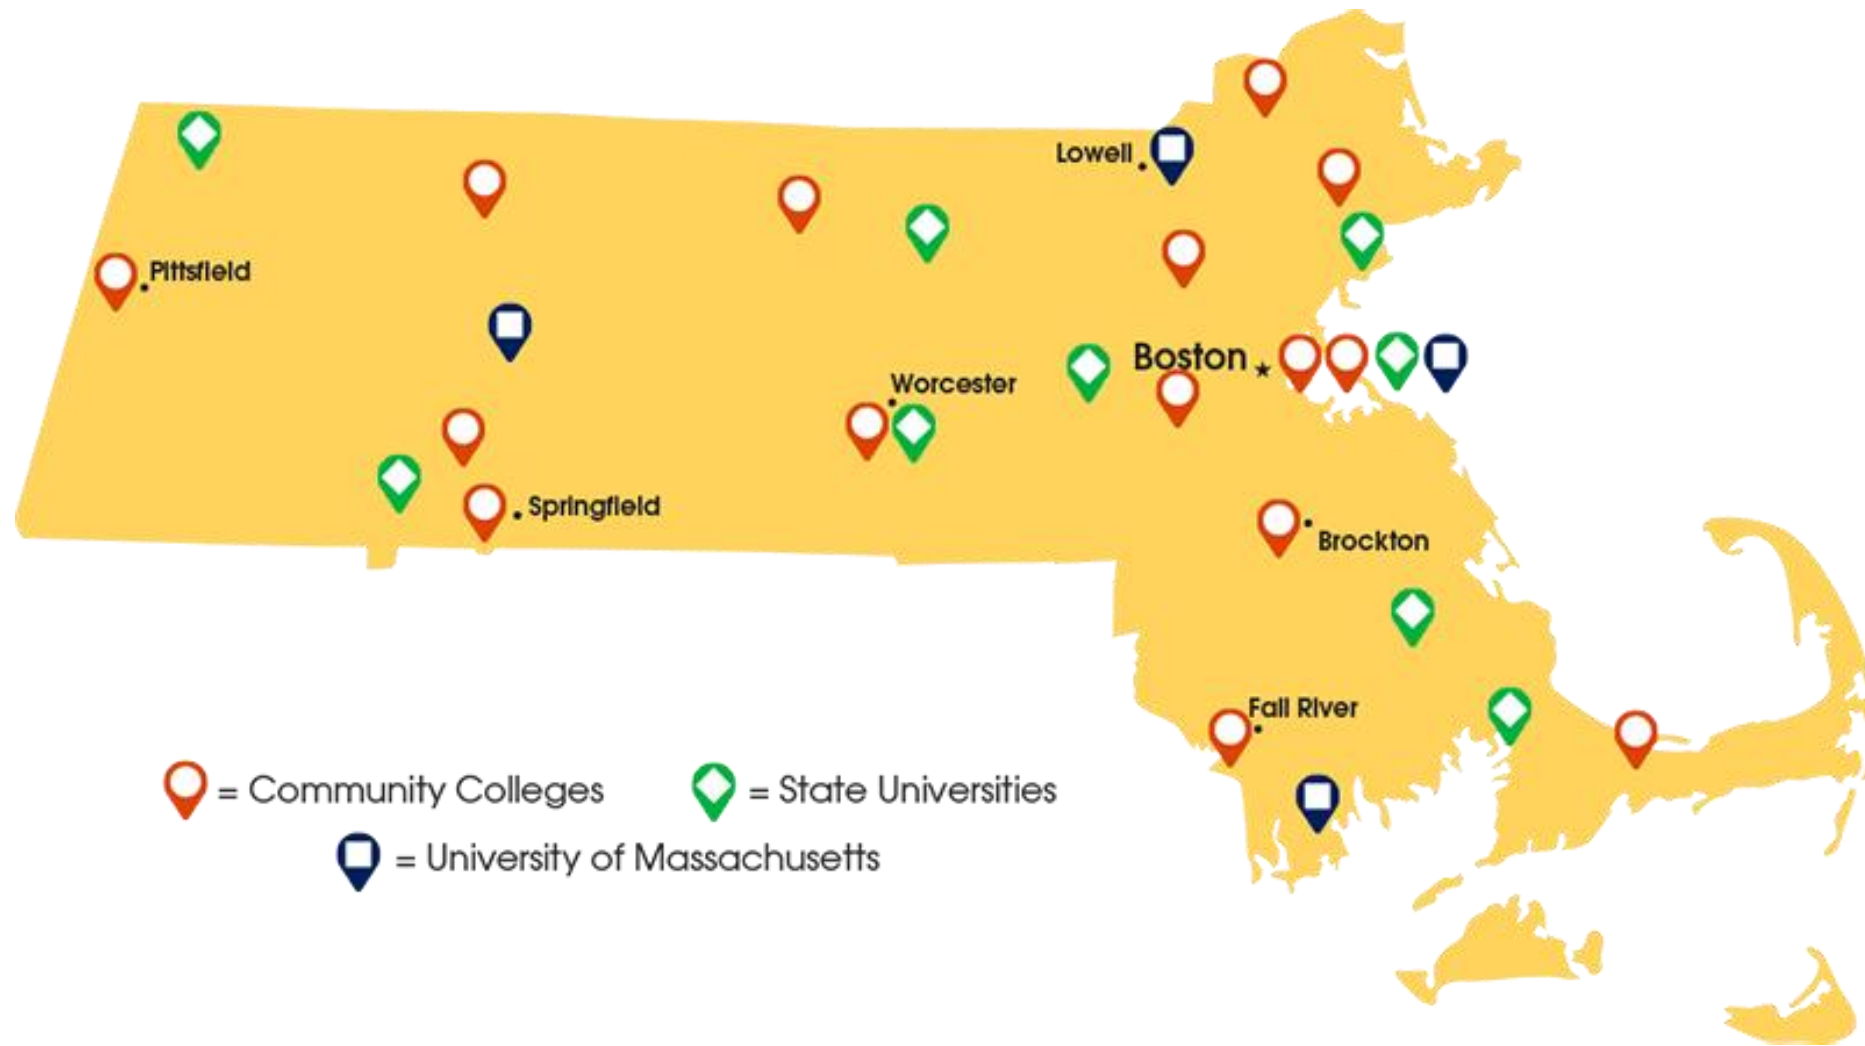 Lowell
Pittsfield
Boston
Worcester
Springfield
Brockton
Fall River
= Community Colleges
= State Universities
= University of Massachusetts